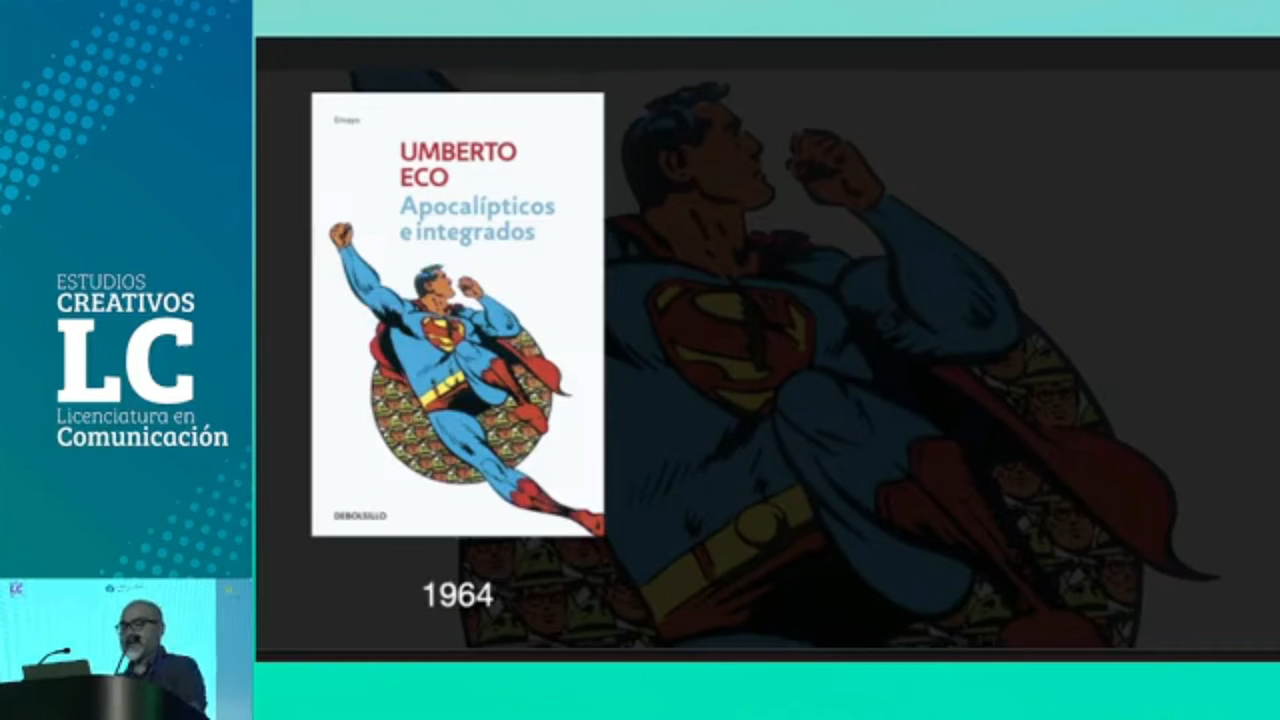 ESTUDIOS
CREATIVOS
LC
Licenciatura en
Comunicación
Ensayo
UMBERTO
ECO
Apocalípticos
e integrados
DEBOLSILLO
1964